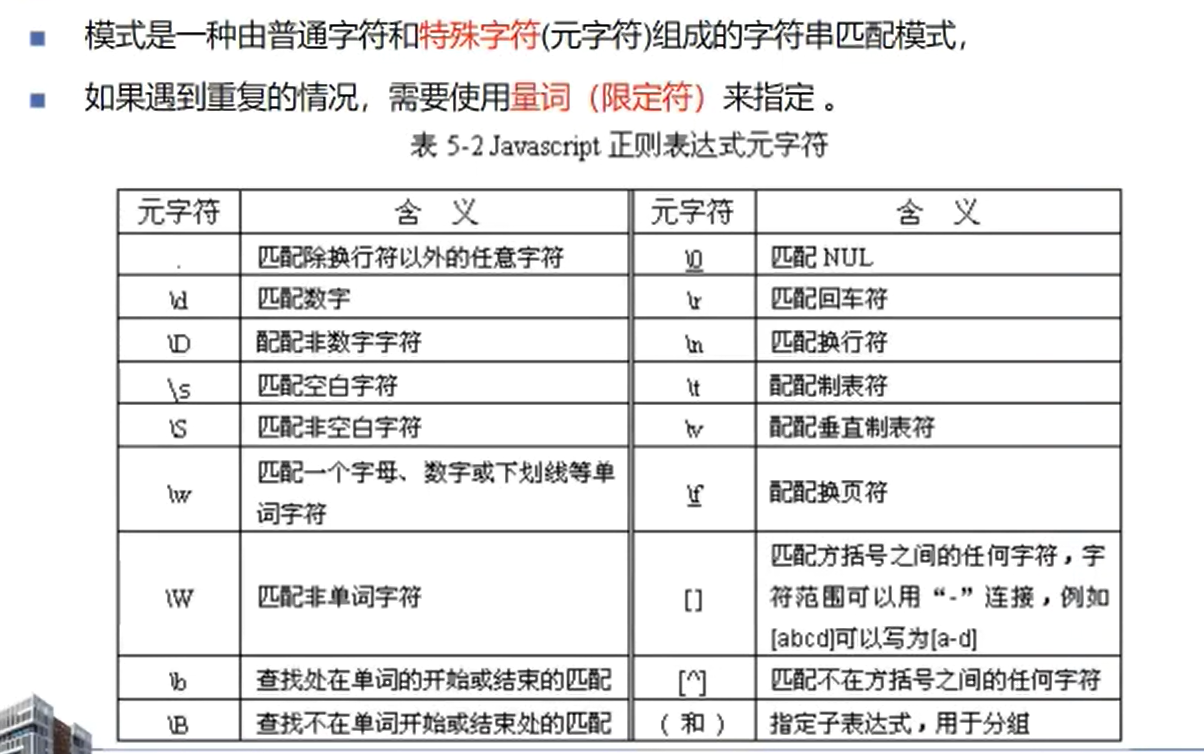 模式是一种由普通字符和特殊字符(元字符)组成的字符串匹配模式，
如果遇到重复的情况，需要使用量词（限定符）来指定 。
表 5-2 Javascript 正则表达式元字符
元字符 含 义 元字符 含 义
. 匹配除换行符以外的任意字符 \0 匹配 NUL
\d 匹配数字 \r 匹配回车符
\D 配配非数字字符 \n 匹配换行符
\s 匹配空白字符 \t 配配制表符
\S 匹配非空白字符 \v 配配垂直制表符
\w 匹配一个字母、数字或下划线等单
词字符 \f 配配换页符
\W 匹配非单词字符 [ ] 匹配方括号之间的任何字符，字
符范围可以用“-”连接，例如
[abcd]可以写为[a-d]
\b 查找处在单词的开始或结束的匹配 [^] 匹配不在方括号之间的任何字符
\B 查找不在单词开始或结束处的匹配 （ 和 ） 指定子表达式，用于分组